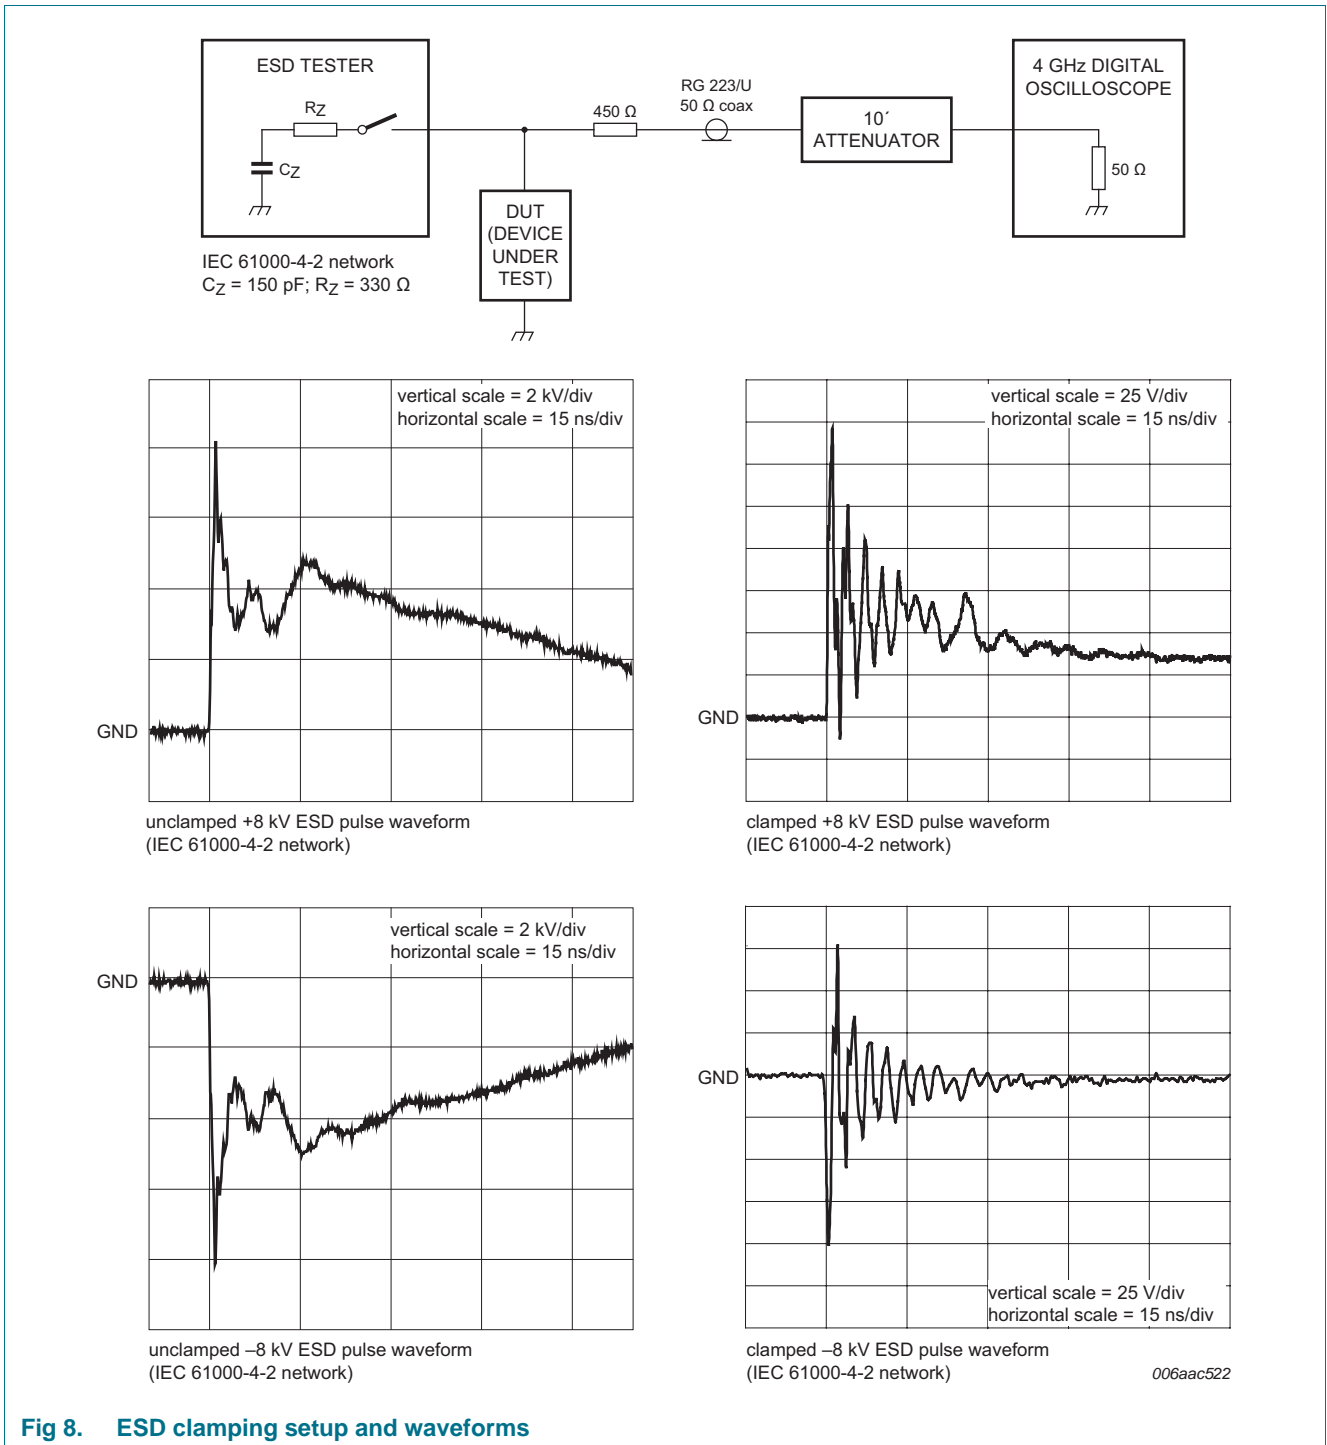 ESD TESTER
RZ
CZ
IEC 61000-4-2 network
CZ = 150 pF; RZ = 330 Ω
DUT
(DEVICE
UNDER
TEST)
450 Ω
RG 223/U
50 Ω coax
10´
ATTENUATOR
4 GHz DIGITAL
OSCILLOSCOPE
50 Ω
vertical scale = 2 kV/div
horizontal scale = 15 ns/div
GND
unclamped +8 kV ESD pulse waveform
(IEC 61000-4-2 network)
vertical scale = 25 V/div
horizontal scale = 15 ns/div
GND
clamped +8 kV ESD pulse waveform
(IEC 61000-4-2 network)
vertical scale = 2 kV/div
horizontal scale = 15 ns/div
GND
unclamped –8 kV ESD pulse waveform
(IEC 61000-4-2 network)
GND
vertical scale = 25 V/div
horizontal scale = 15 ns/div
clamped –8 kV ESD pulse waveform
(IEC 61000-4-2 network)
006aac522
Fig 8. ESD clamping setup and waveforms